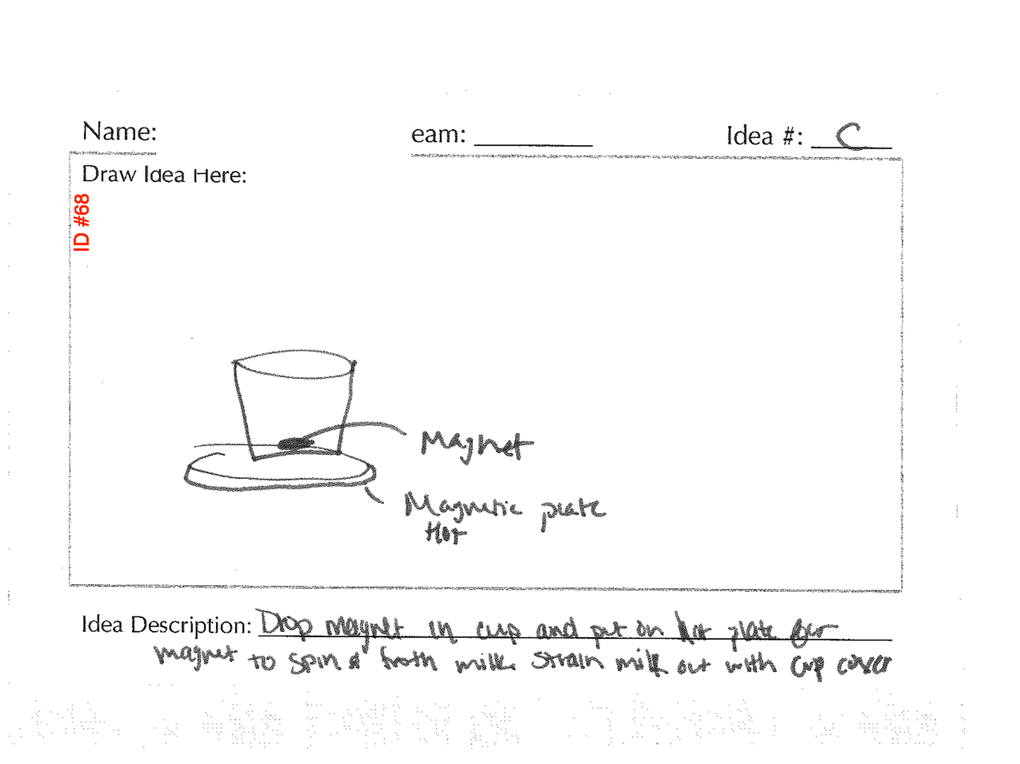 Name: eam: Idea #: C
Draw Idea Here:
ID #68
Magnet
Magnetic plate
Hot
Idea Description: Drop magnet in cup and put on hot plate for
magnet to spin & froth milk. Strain milk out with cup cover